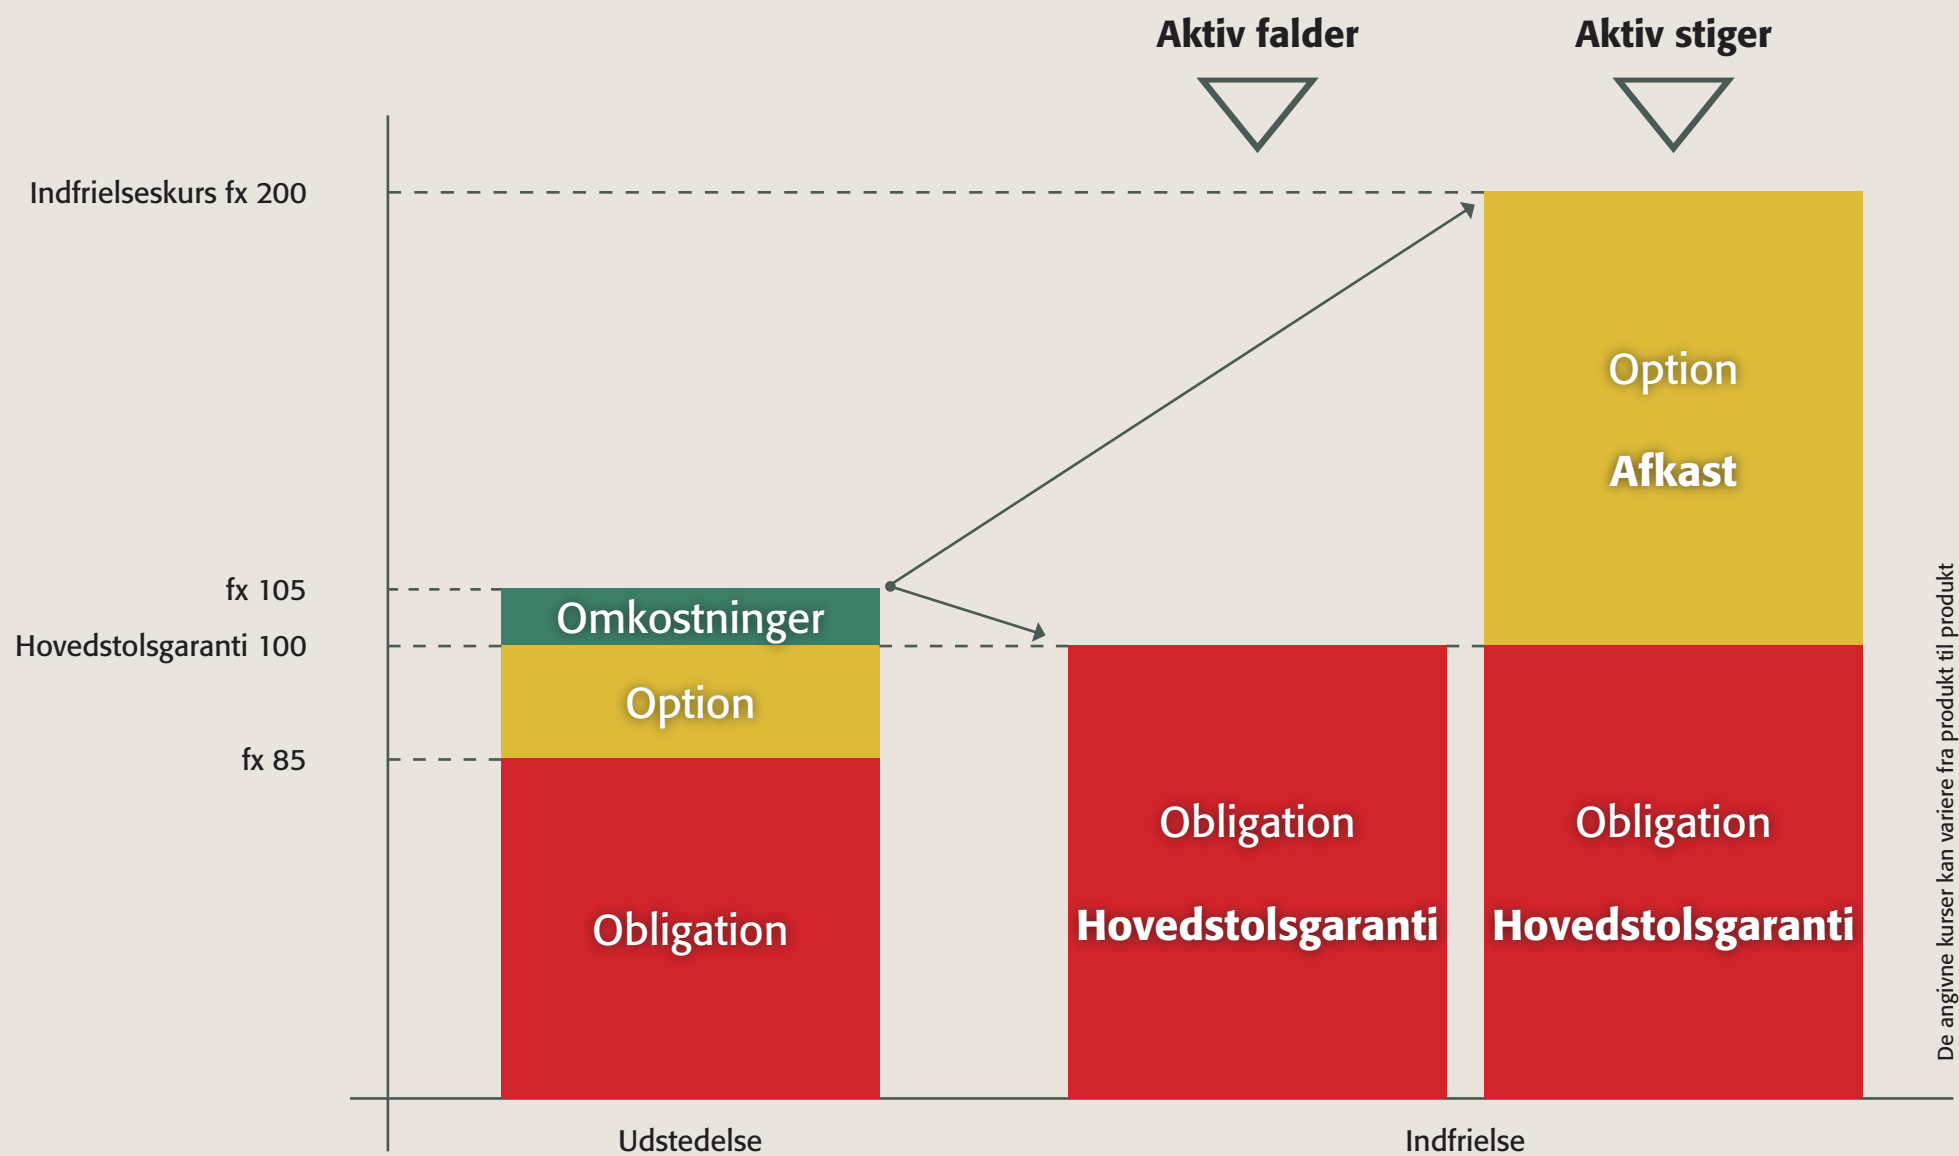 Aktiv falder
Aktiv stiger
Indfrielseskurs fx 200
Option
Afkast
fx 105
Omkostninger
Hovedstolsgaranti 100
Option
fx 85
Obligation
Obligation
Hovedstolsgaranti
Obligation
Hovedstolsgaranti
Udstedelse
Indfrielse
De angivne kurser kan variere fra produkt til produkt